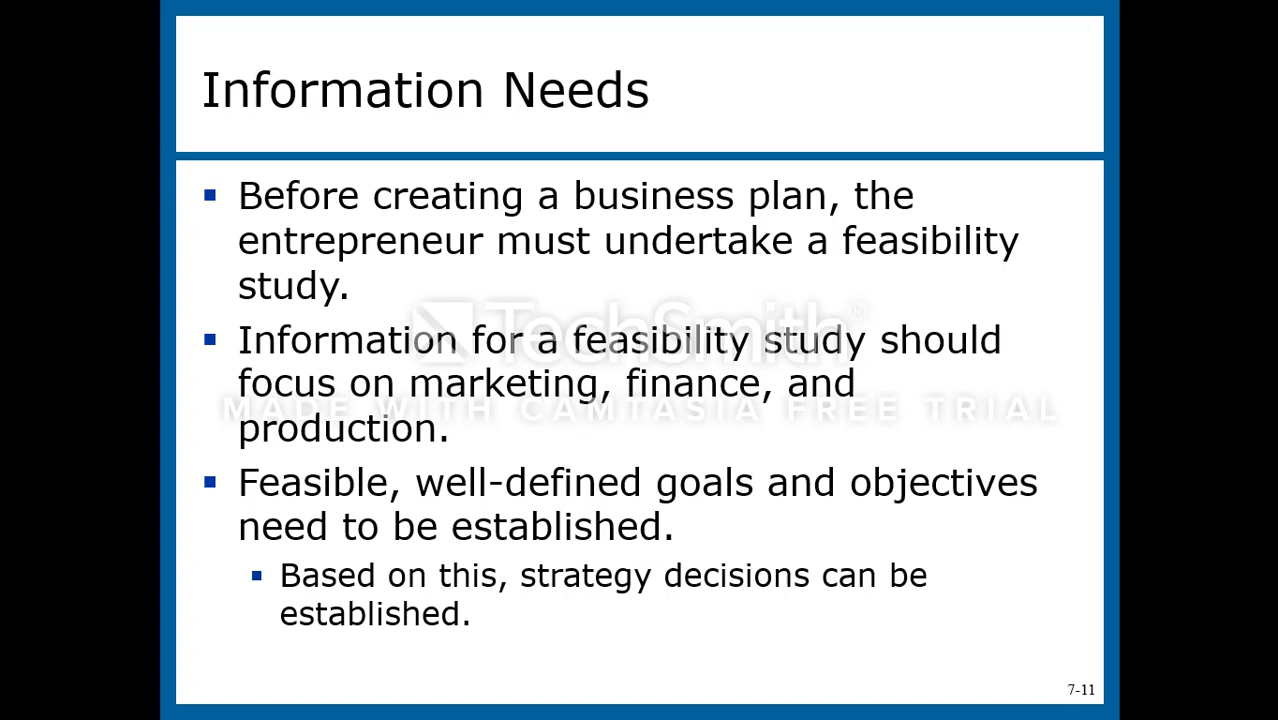 Information Needs
Before creating a business plan, the
entrepreneur must undertake a feasibility
study.
TechSmith®
Information for a feasibility study should
focus on marketing, finance, and
MADE WITH CAMTASIA FREE TRIAL
production.
Feasible, well-defined goals and objectives
need to be established.
Based on this, strategy decisions can be
established.
7-11